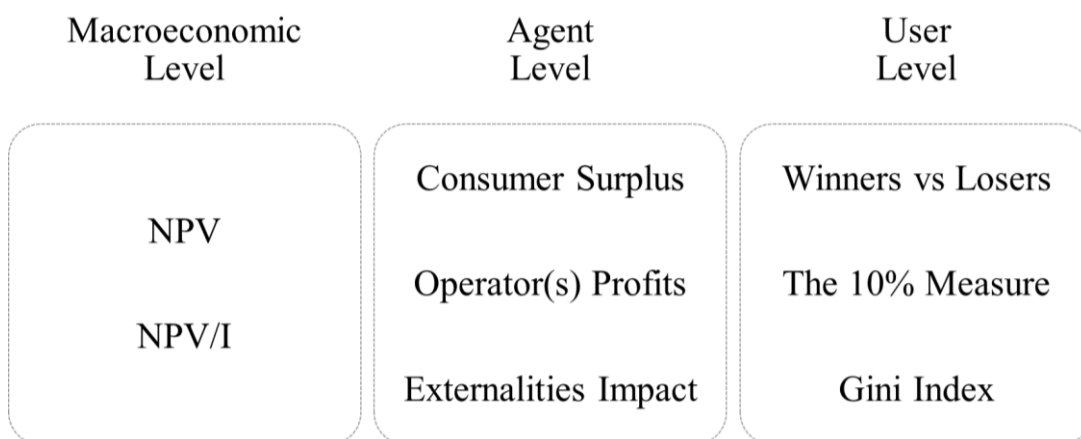 Macroeconomic
Level
NPV
NPV/I
Agent
Level
Consumer Surplus
Operator(s) Profits
Externalities Impact
User
Level
Winners vs Losers
The 10% Measure
Gini Index